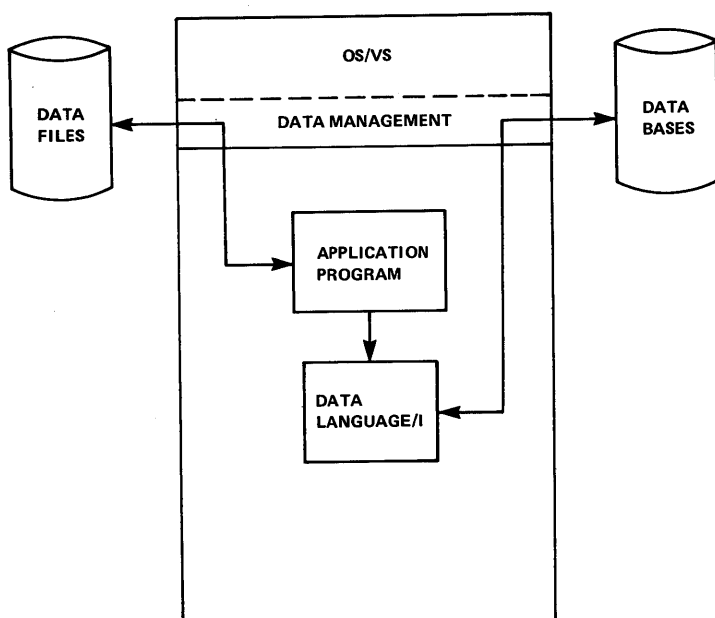 OS/VS
DATA
FILES
DATA MANAGEMENT
DATA
BASES
APPLICATION
PROGRAM
DATA
LANGUAGE/I